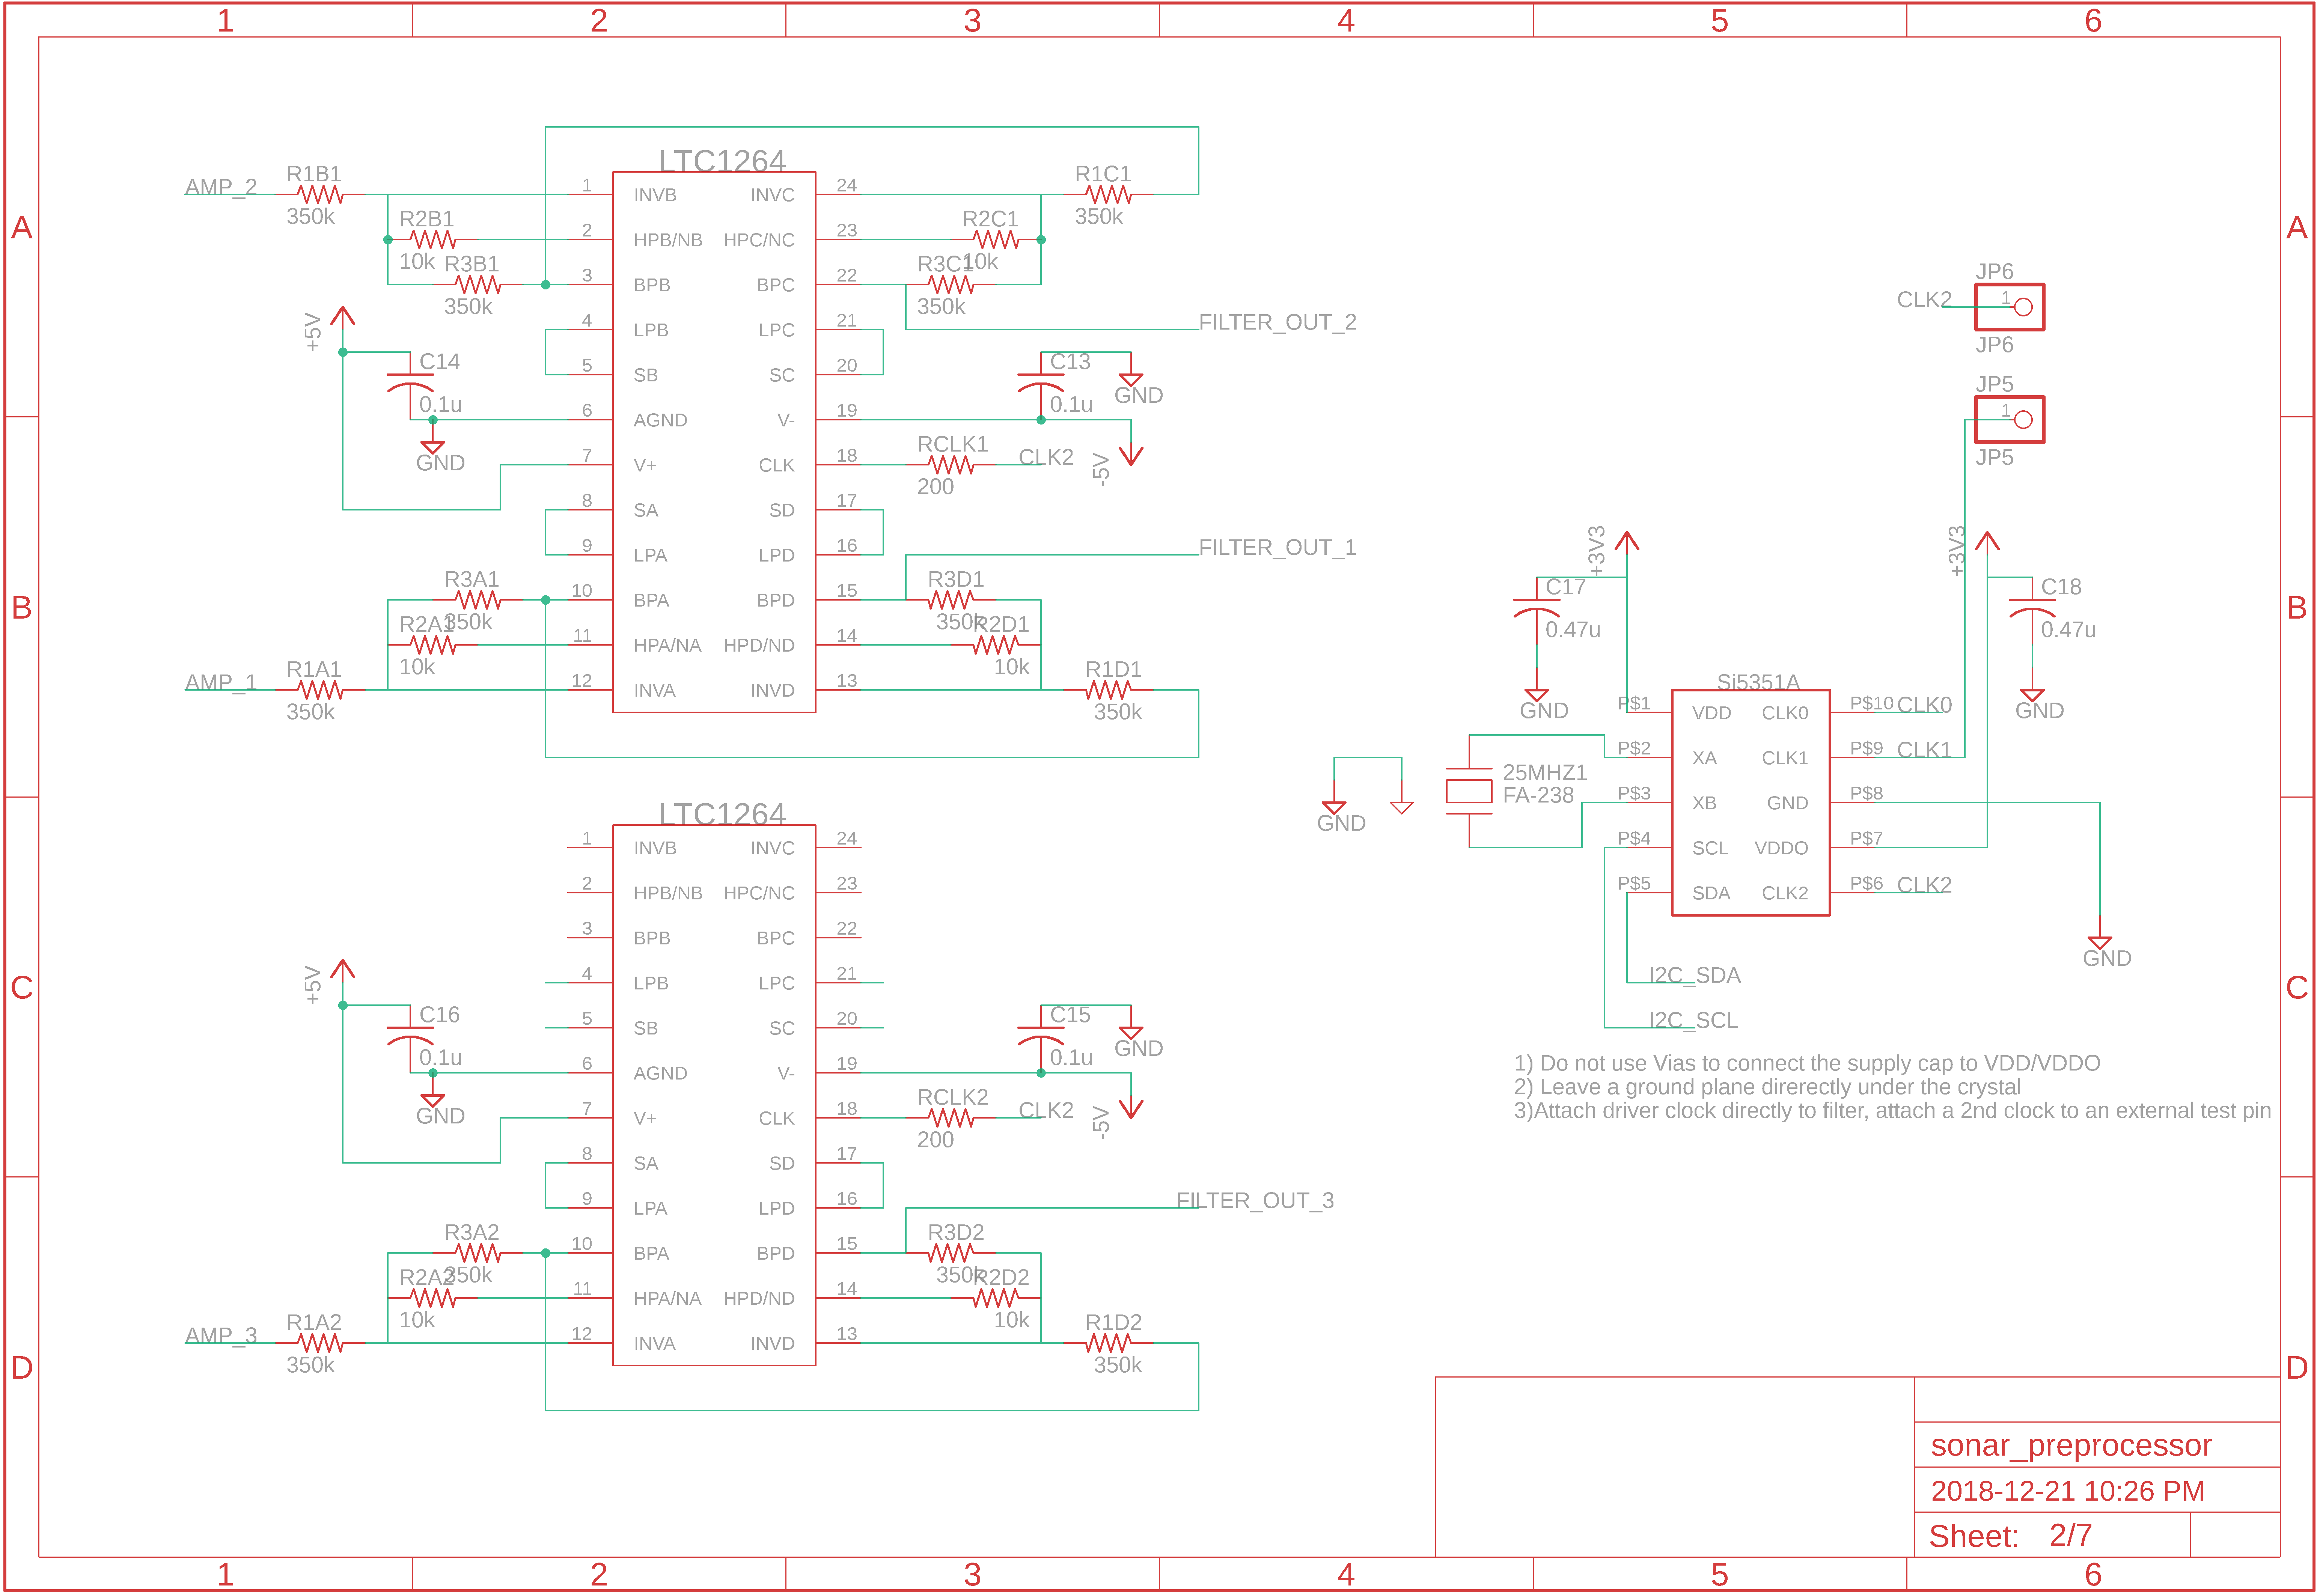 1 2 3 4 5 6
A A
B B
C C
D D
LTC1264
AMP_2
R1B1
350k
R2B1
10k
R3B1
350k
+5V
C14
0.1u
GND
R3A1
350k
R2A1
10k
AMP_1
R1A1
350k
1 INVB INVC 24
2 HPB/NB HPC/NC 23
3 BPB BPC 22
4 LPB LPC 21
5 SB SC 20
6 AGND V- 19
7 V+ CLK 18
8 SA SD 17
9 LPA LPD 16
10 BPA BPD 15
11 HPA/NA HPD/ND 14
12 INVA INVD 13
R1C1
350k
R2C1
10k
R3C1
350k
FILTER_OUT_2
C13
0.1u
GND
RCLK1
200
CLK2
-5V
FILTER_OUT_1
R3D1
350k
R2D1
10k
R1D1
350k
LTC1264
+5V
C16
0.1u
GND
R3A2
350k
R2A2
10k
AMP_3
R1A2
350k
1 INVB INVC 24
2 HPB/NB HPC/NC 23
3 BPB BPC 22
4 LPB LPC 21
5 SB SC 20
6 AGND V- 19
7 V+ CLK 18
8 SA SD 17
9 LPA LPD 16
10 BPA BPD 15
11 HPA/NA HPD/ND 14
12 INVA INVD 13
C15
0.1u
GND
RCLK2
200
CLK2
-5V
FILTER_OUT_3
R3D2
350k
R2D2
10k
R1D2
350k
JP6
CLK2
1
JP6
JP5
1
JP5
+3V3
+3V3
C17
0.47u
GND
C18
0.47u
GND
Si5351A
P$1 VDD CLK0 P$10 CLK0
P$2 XA CLK1 P$9 CLK1
P$3 XB GND P$8
P$4 SCL VDDO P$7
P$5 SDA CLK2 P$6 CLK2
25MHZ1
FA-238
GND
GND
I2C_SDA
I2C_SCL
1) Do not use Vias to connect the supply cap to VDD/VDDO
2) Leave a ground plane direrectly under the crystal
3)Attach driver clock directly to filter, attach a 2nd clock to an external test pin
sonar_preprocessor
2018-12-21 10:26 PM
Sheet: 2/7
1 2 3 4 5 6